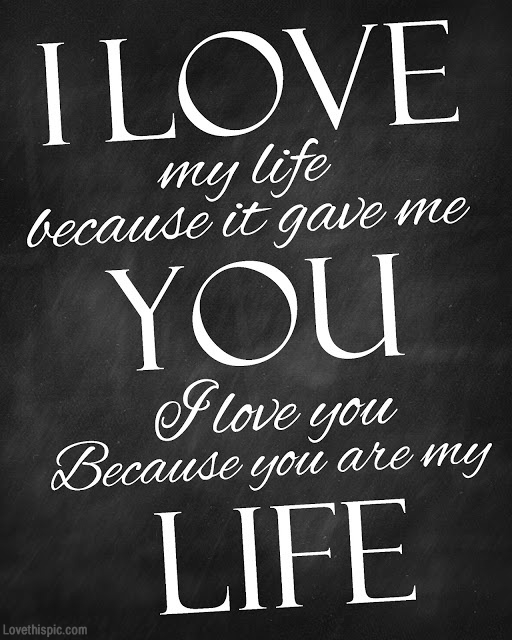 I LOVE
my life
because it gave me
YOU
I love you
Because you are my
LIFE
Lovethispic.com